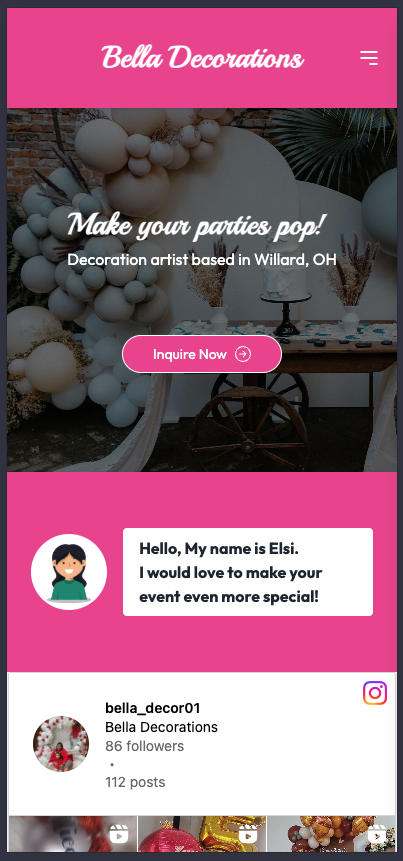 Bella Decorations
Make your parties pop!
Decoration artist based in Willard, OH
Inquire Now
Hello, My name is Elsi.
I would love to make your
event even more special!
bella_decor01
Bella Decorations
86 followers
•
112 posts